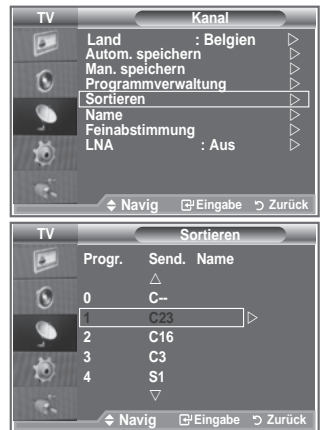 TV Kanal
Land : Belgien
Autom. speichern
Man. speichern
Programmverwaltung
Sortieren
Name
Feinabstimmung
LNA : Aus
Navig Eingabe Zurück
TV Sortieren
Progr. Send. Name
0 C--
1 C23
2 C16
3 C3
4 S1
Navig Eingabe Zurück